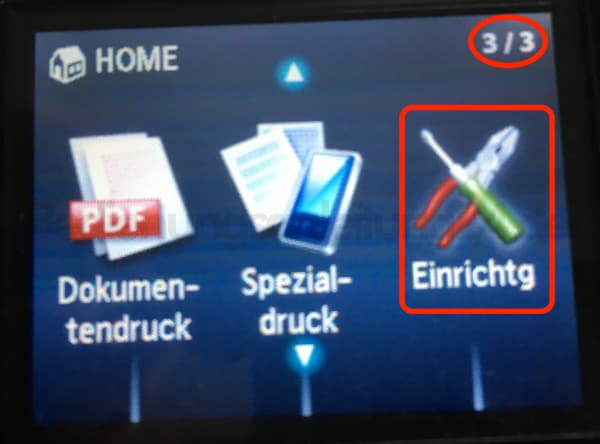 HOME
3/3
PDF
Dokumen-
tendruck
Spezial-
druck
Einrichtg